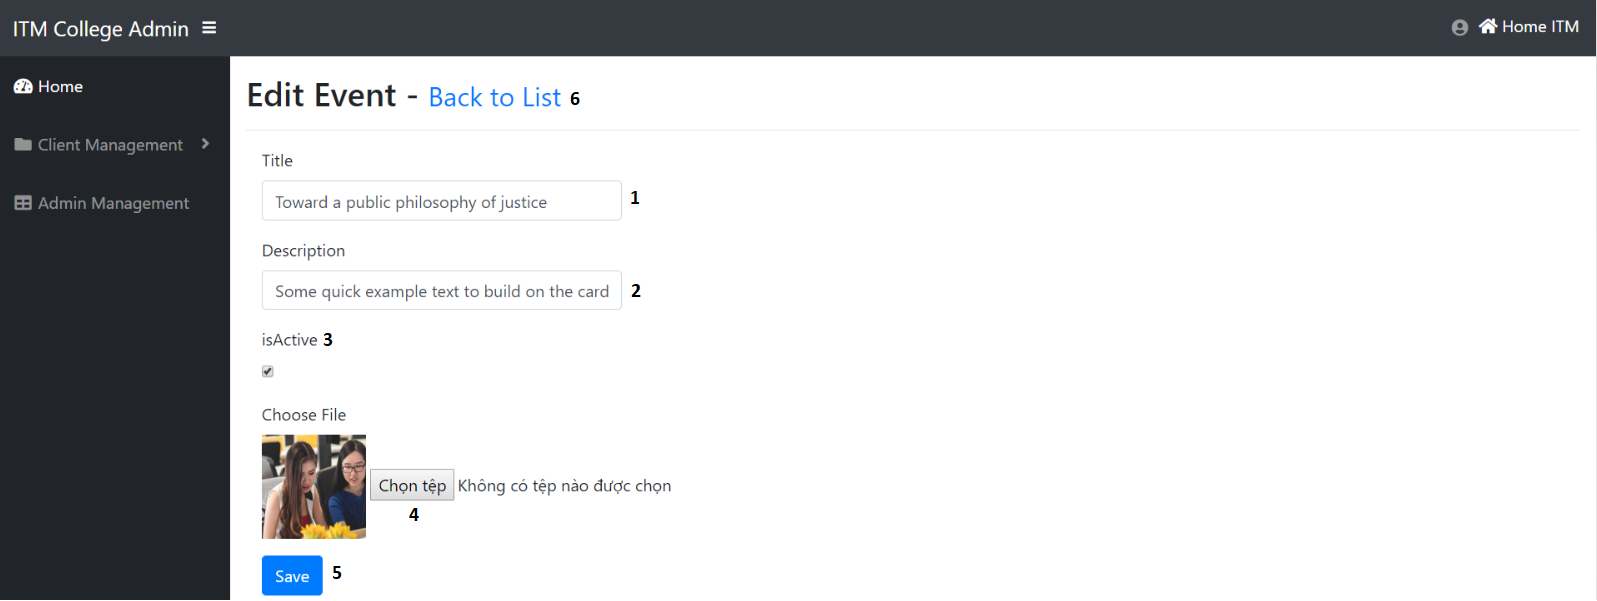 ITM College Admin
Home ITM
Home
Client Management
Admin Management
Edit Event - Back to List 6
Title
Toward a public philosophy of justice 1
Description
Some quick example text to build on the card 2
isActive 3
Choose File
Chọn tệp Không có tệp nào được chọn
4
Save 5